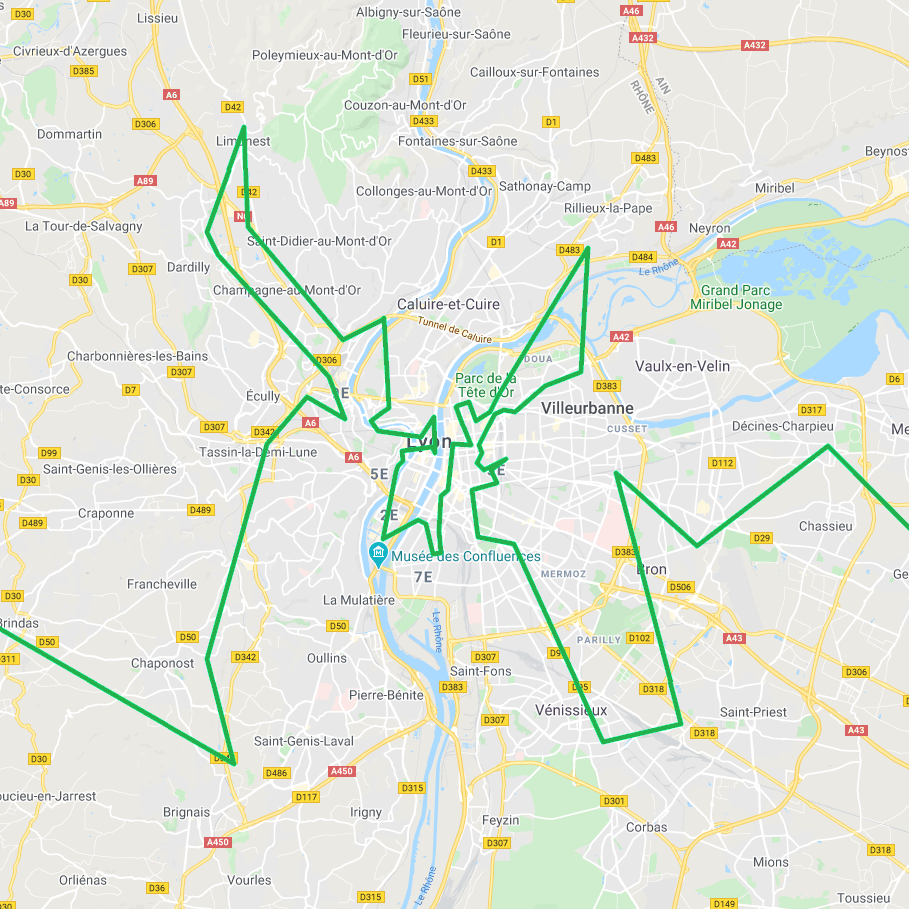 D30
Lissieu
Albigny-sur-Saône
A46
Fleurieu-sur-Saône
A432
A432
Civrieux-d'Azergues
Poleymieux-au-Mont-d'Or
D385
D51
Cailloux-sur-Fontaines
AIN
RHÔNE
A6
D42
Couzon-au-Mont-d'Or
D306
D433
D1
Dommartin
Limonest
Fontaines-sur-Saône
Beynos
D30
D433
D483
A89
D42
Collonges-au-Mont-d'Or
Sathonay-Camp
Miribel
A89
Rillieux-la-Pape
La Tour-de-Salvagny
A46
Neyron
Saint-Didier-au-Mont-d'Or
D1
D483
D484
A42
D307
Dardilly
Le Rhône
D30
Champagne-au-Mont-d'Or
Grand Parc
Miribel Jonage
Caluire-et-Cuire
Tunnel de Caluire
A42
Charbonnières-les-Bains
D306
DOUA
D307
Parc de la
Tête d'Or
Vaulx-en-Velin
te-Consorce
D7
Écully
D383
D6
Villeurbanne
D317
D307
D342
A6
CUSSET
Décines-Charpieu
Me
Lyon
D99
Tassin-la-Demi-Lune
A6
Saint-Genis-les-Ollières
5E
D112
D30
D489
Craponne
D489
2E
Chassieu
D29
Musée des Confluences
D383
Bron
Ge
Francheville
7E
MERMOZ
D506
D30
La Mulatière
Brindas
Le Rhône
D50
D50
D50
PARILLY
D102
A43
D311
Chaponost
D342
Oullins
D307
Saint-Fons
D306
D383
D318
Pierre-Bénite
D95
Vénissieux
Saint-Priest
D307
A43
D318
Saint-Genis-Laval
D30
D486
A450
D315
oucieu-en-Jarrest
D117
D301
Brignais
Irigny
Feyzin
Corbas
A450
D307
D318
Mions
Orliénas
D36
Vourles
Le Rhône
D315
D149
Toussieu
D30